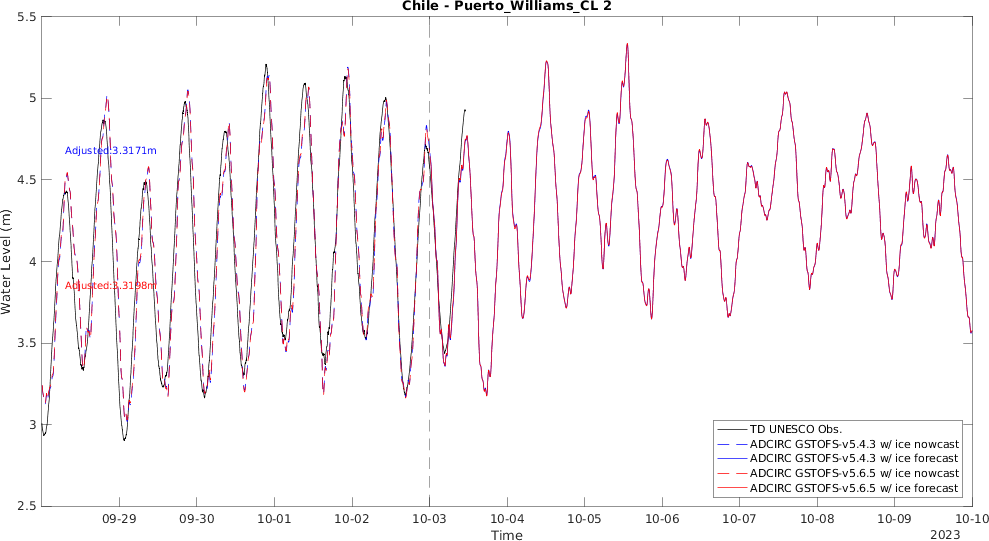 Chile - Puerto_Williams_CL 2
Water Level (m)
5.5
5
4.5
4
3.5
3
2.5
Adjusted:3.3171m
Adjusted:3.3198m
TD UNESCO Obs.
ADCIRC GSTOFS-v5.4.3 w/ ice nowcast
ADCIRC GSTOFS-v5.4.3 w/ ice forecast
ADCIRC GSTOFS-v5.6.5 w/ ice nowcast
ADCIRC GSTOFS-v5.6.5 w/ ice forecast
09-29 09-30 10-01 10-02 10-03 10-04 10-05 10-06 10-07 10-08 10-09 10-10
Time
2023